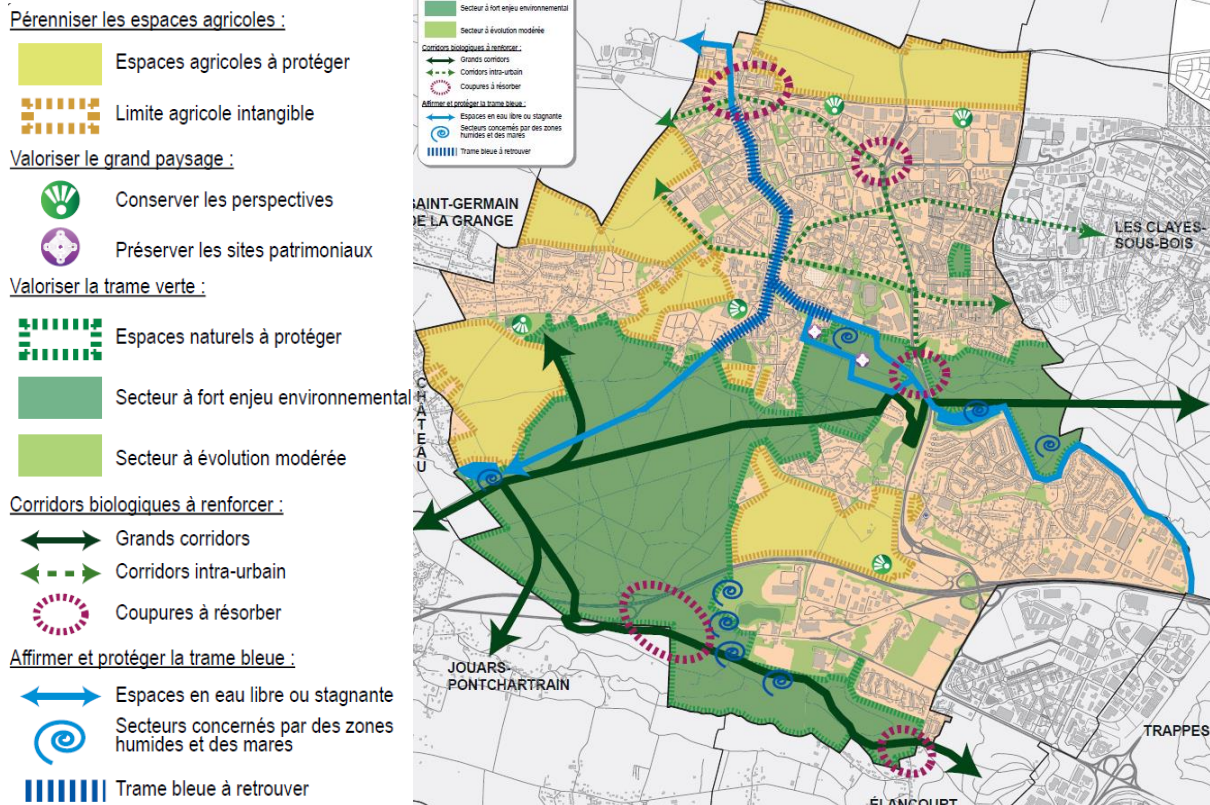 Pérenniser les espaces agricoles :
Espaces agricoles à protéger
Limite agricole intangible
Valoriser le grand paysage :
Conserver les perspectives
Préserver les sites patrimoniaux
Valoriser la trame verte :
Espaces naturels à protéger
Secteur à fort enjeu environnemental
Secteur à évolution modérée
Corridors biologiques à renforcer :
Grands corridors
Corridors intra-urbain
Coupures à résorber
Affirmer et protéger la trame bleue :
Espaces en eau libre ou stagnante
Secteurs concernés par des zones
humides et des mares
Trame bleue à retrouver
Secteur à fort enjeu environnemental
Secteur à évolution modérée
Corridors biologiques à renforcer :
Grands corridors
Corridors intra-urbain
Coupures à résorber
Affirmer et protéger la trame bleue :
Espaces en eau libre ou stagnante
Secteurs concernés par des zones
humides et des mares
Trame bleue à retrouver
SAINT-GERMAIN
DE LA GRANGE
LES CLAYES-
SOUS-BOIS
CHÂTEAU
JOUARS-
PONTCHARTRAIN
TRAPPES
ÉLANCOURT